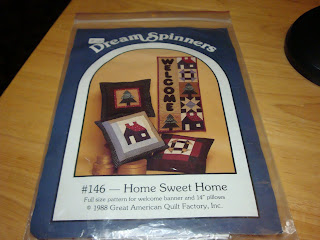 Dream Spinners
WELCOME
#146 — Home Sweet Home
Full size pattern for welcome banner and 14" pillows
© 1988 Great American Quilt Factory, Inc.